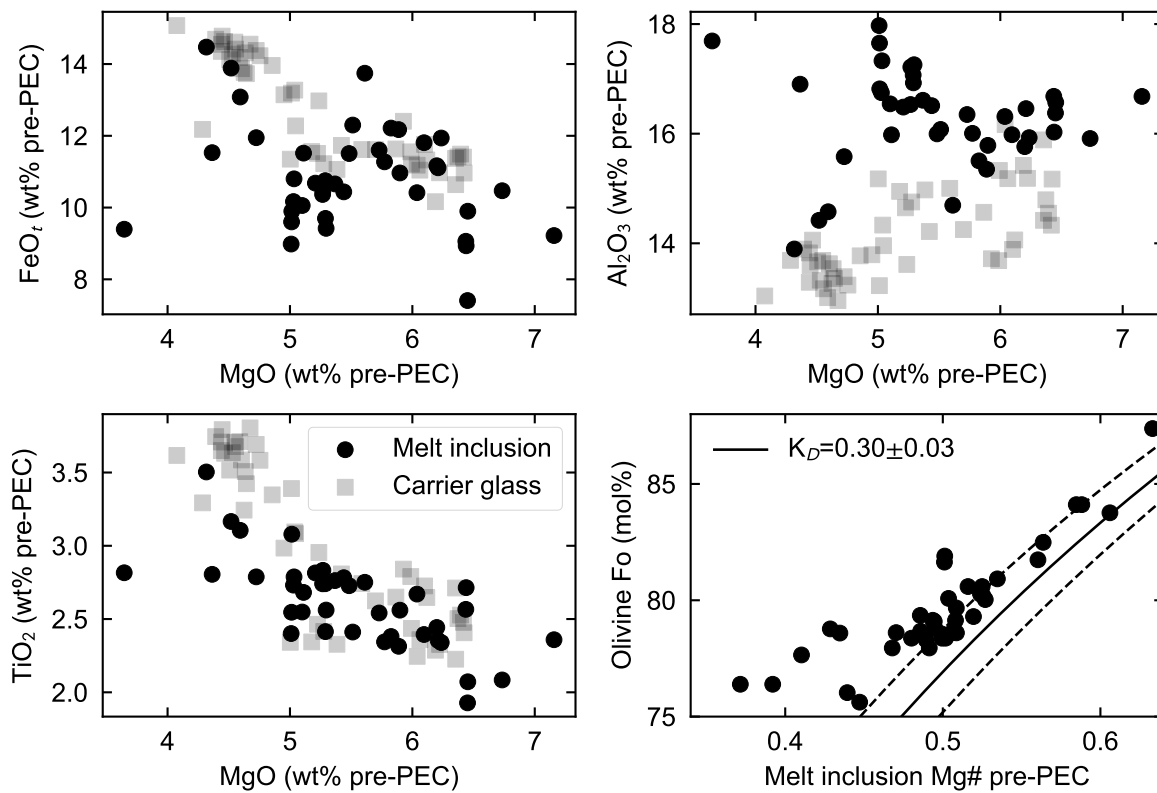 14
12
10
8
4
5
6
7
FeOₜ (wt% pre-PEC)
MgO (wt% pre-PEC)
18
16
14
4
5
6
7
Al₂O₃ (wt% pre-PEC)
MgO (wt% pre-PEC)
3.5
3.0
2.5
2.0
4
5
6
7
TiO₂ (wt% pre-PEC)
MgO (wt% pre-PEC)
Melt inclusion
Carrier glass
85
80
75
0.4
0.5
0.6
Olivine Fo (mol%)
Melt inclusion Mg# pre-PEC
K_D=0.30±0.03